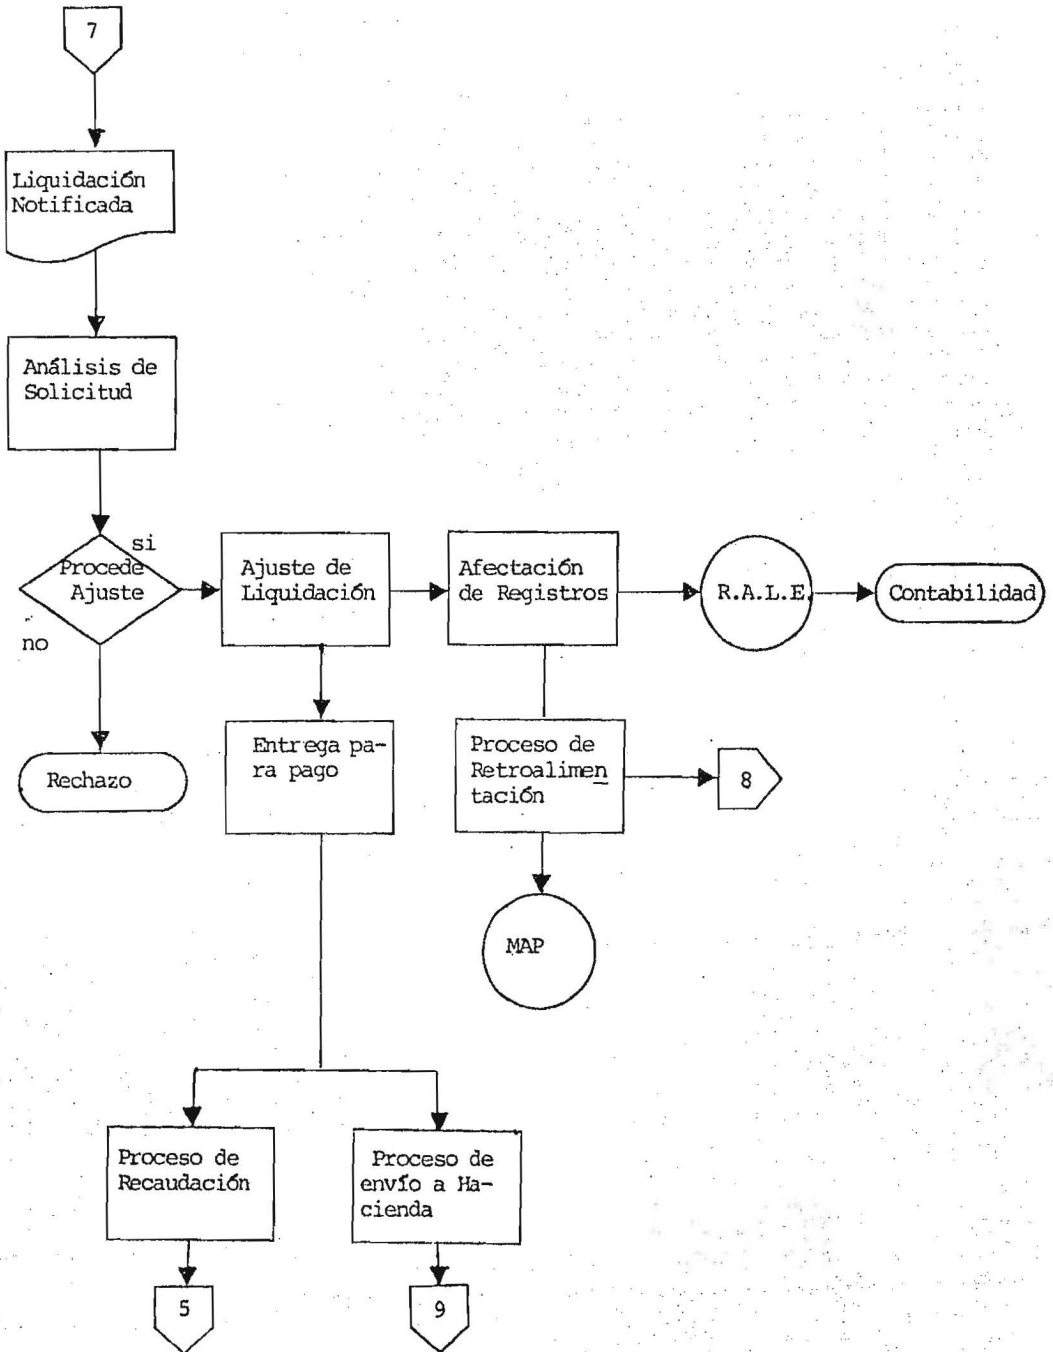 7
Liquidación
Notificada
Análisis de
Solicitud
si
Procede
Ajuste
no
Ajuste de
Liquidación
Afectación
de Registros
R.A.L.E.
Contabilidad
Rechazo
Entrega pa-
ra pago
Proceso de
Retroalimen
tación
8
MAP
Proceso de
Recaudación
Proceso de
envío a Ha-
cienda
5
9